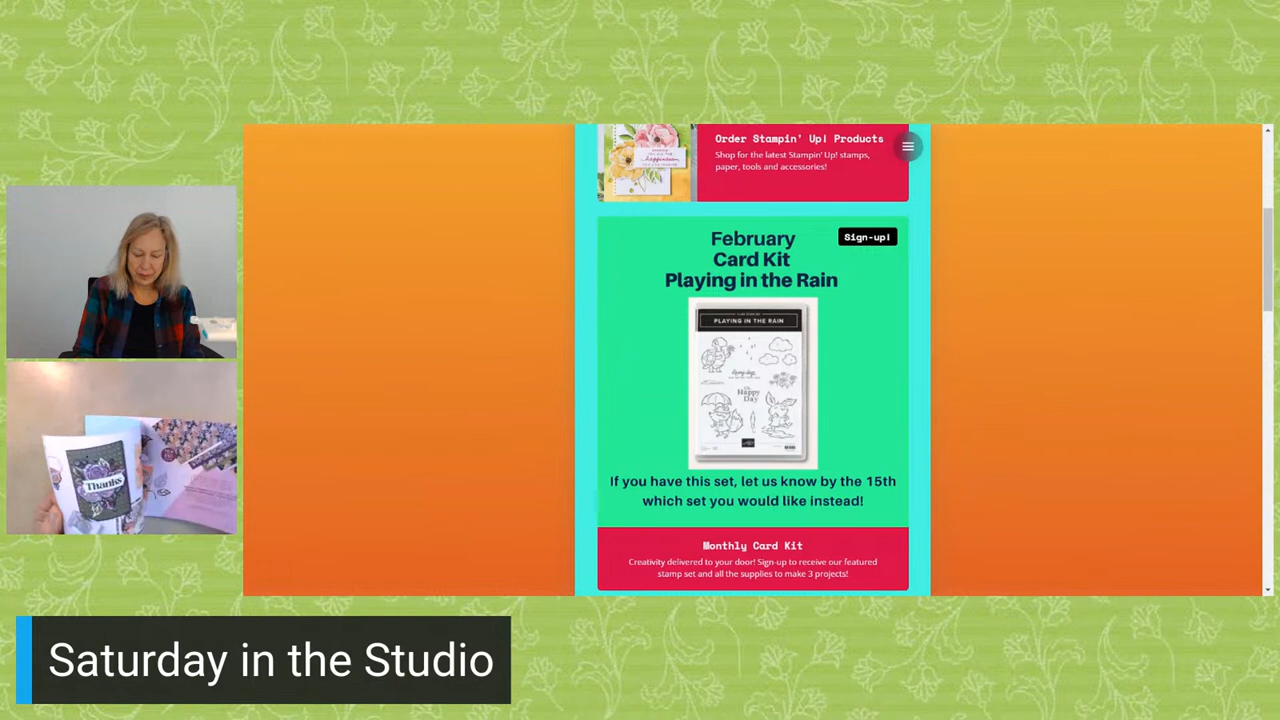 Order Stampin' Up! Products
Shop for the latest Stampin' Up! stamps,
paper, tools and accessories!
February
Sign-up!
Card Kit
Playing in the Rain
PLAYING IN THE RAIN
Happy
Day
If you have this set, let us know by the 15th
which set you would like instead!
Monthly Card Kit
Creativity delivered to your door! Sign-up to receive our featured
stamp set and all the supplies to make 3 projects!
Thanks
Saturday in the Studio